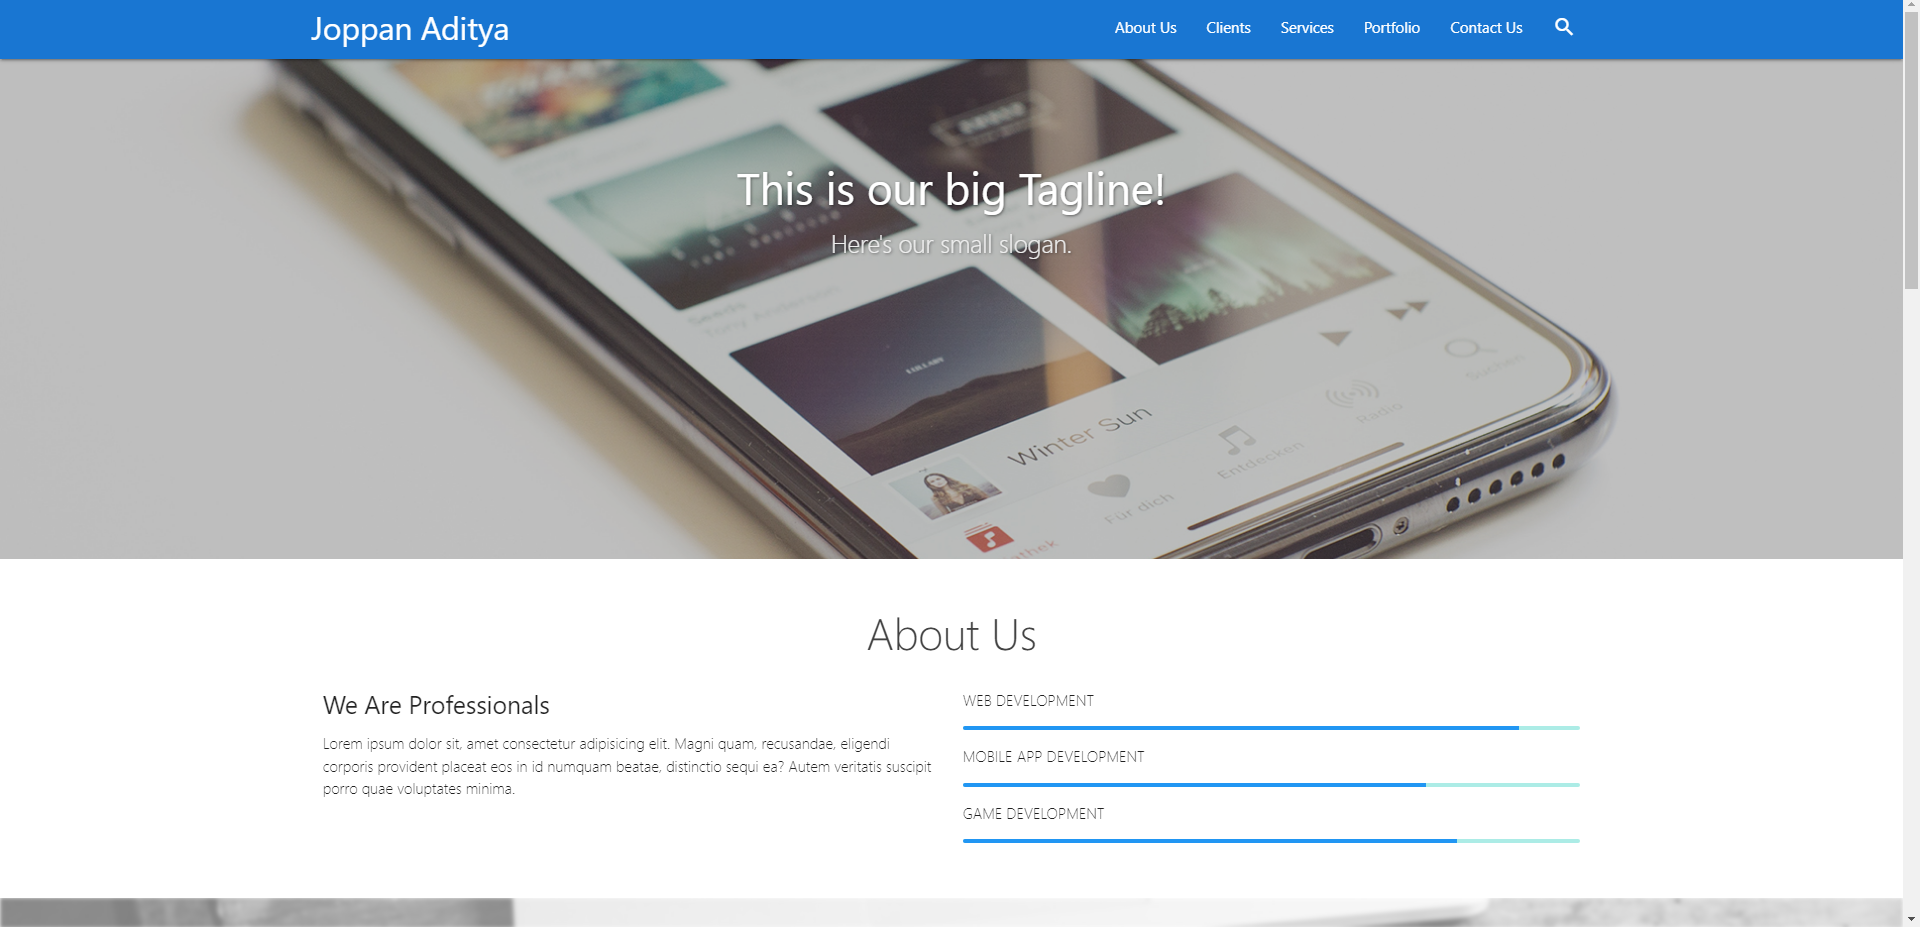 Joppan Aditya
About Us
Clients
Services
Portfolio
Contact Us
This is our big Tagline!
Here's our small slogan.
LULLABY
Winter Sun
Suchen
Radio
Entdecken
Für dich
About Us
We Are Professionals
Lorem ipsum dolor sit, amet consectetur adipisicing elit. Magni quam, recusandae, eligendi
corporis provident placeat eos in id numquam beatae, distinctio sequi ea? Autem veritatis suscipit
porro quae voluptates minima.
WEB DEVELOPMENT
MOBILE APP DEVELOPMENT
GAME DEVELOPMENT